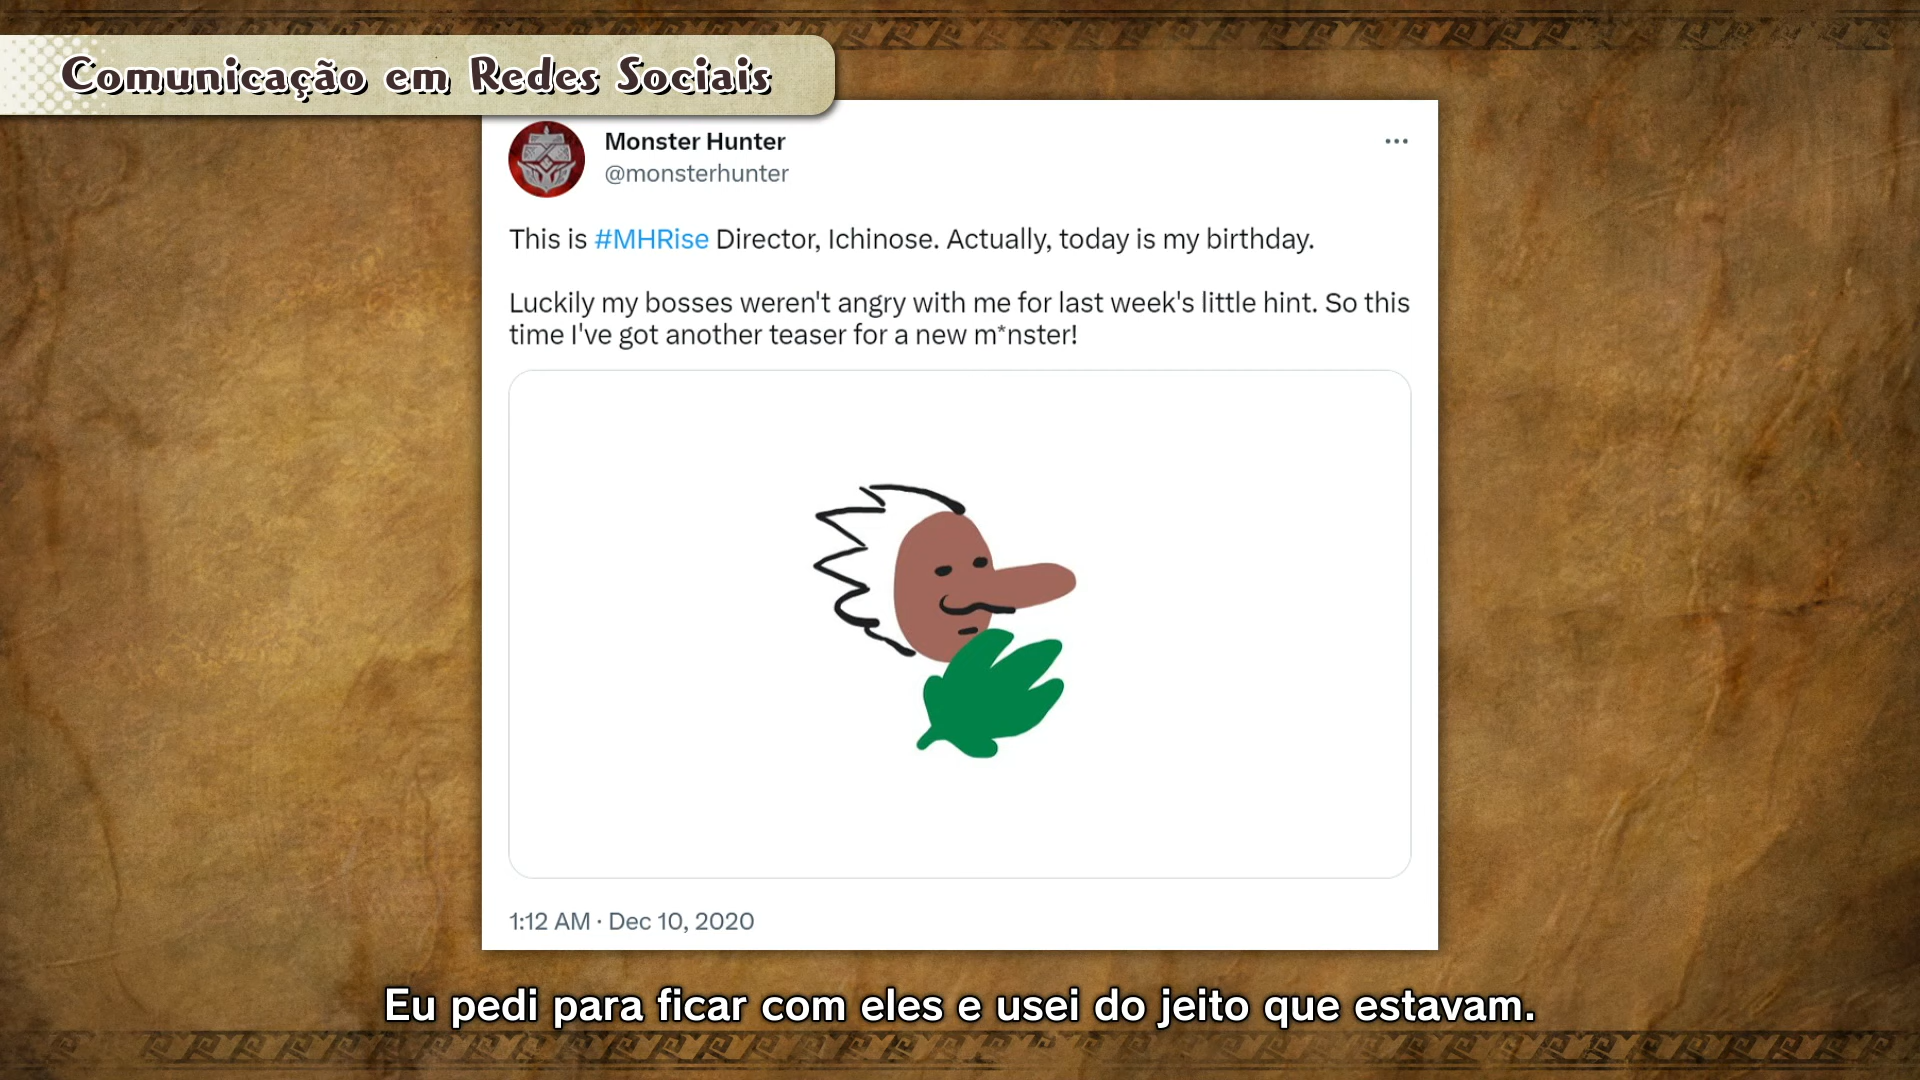 Comunicação em Redes Sociais
Monster Hunter
@monsterhunter
This is #MHRise Director, Ichinose. Actually, today is my birthday.
Luckily my bosses weren't angry with me for last week's little hint. So this
time I've got another teaser for a new m*nster!
1:12 AM · Dec 10, 2020
Eu pedi para ficar com eles e usei do jeito que estavam.